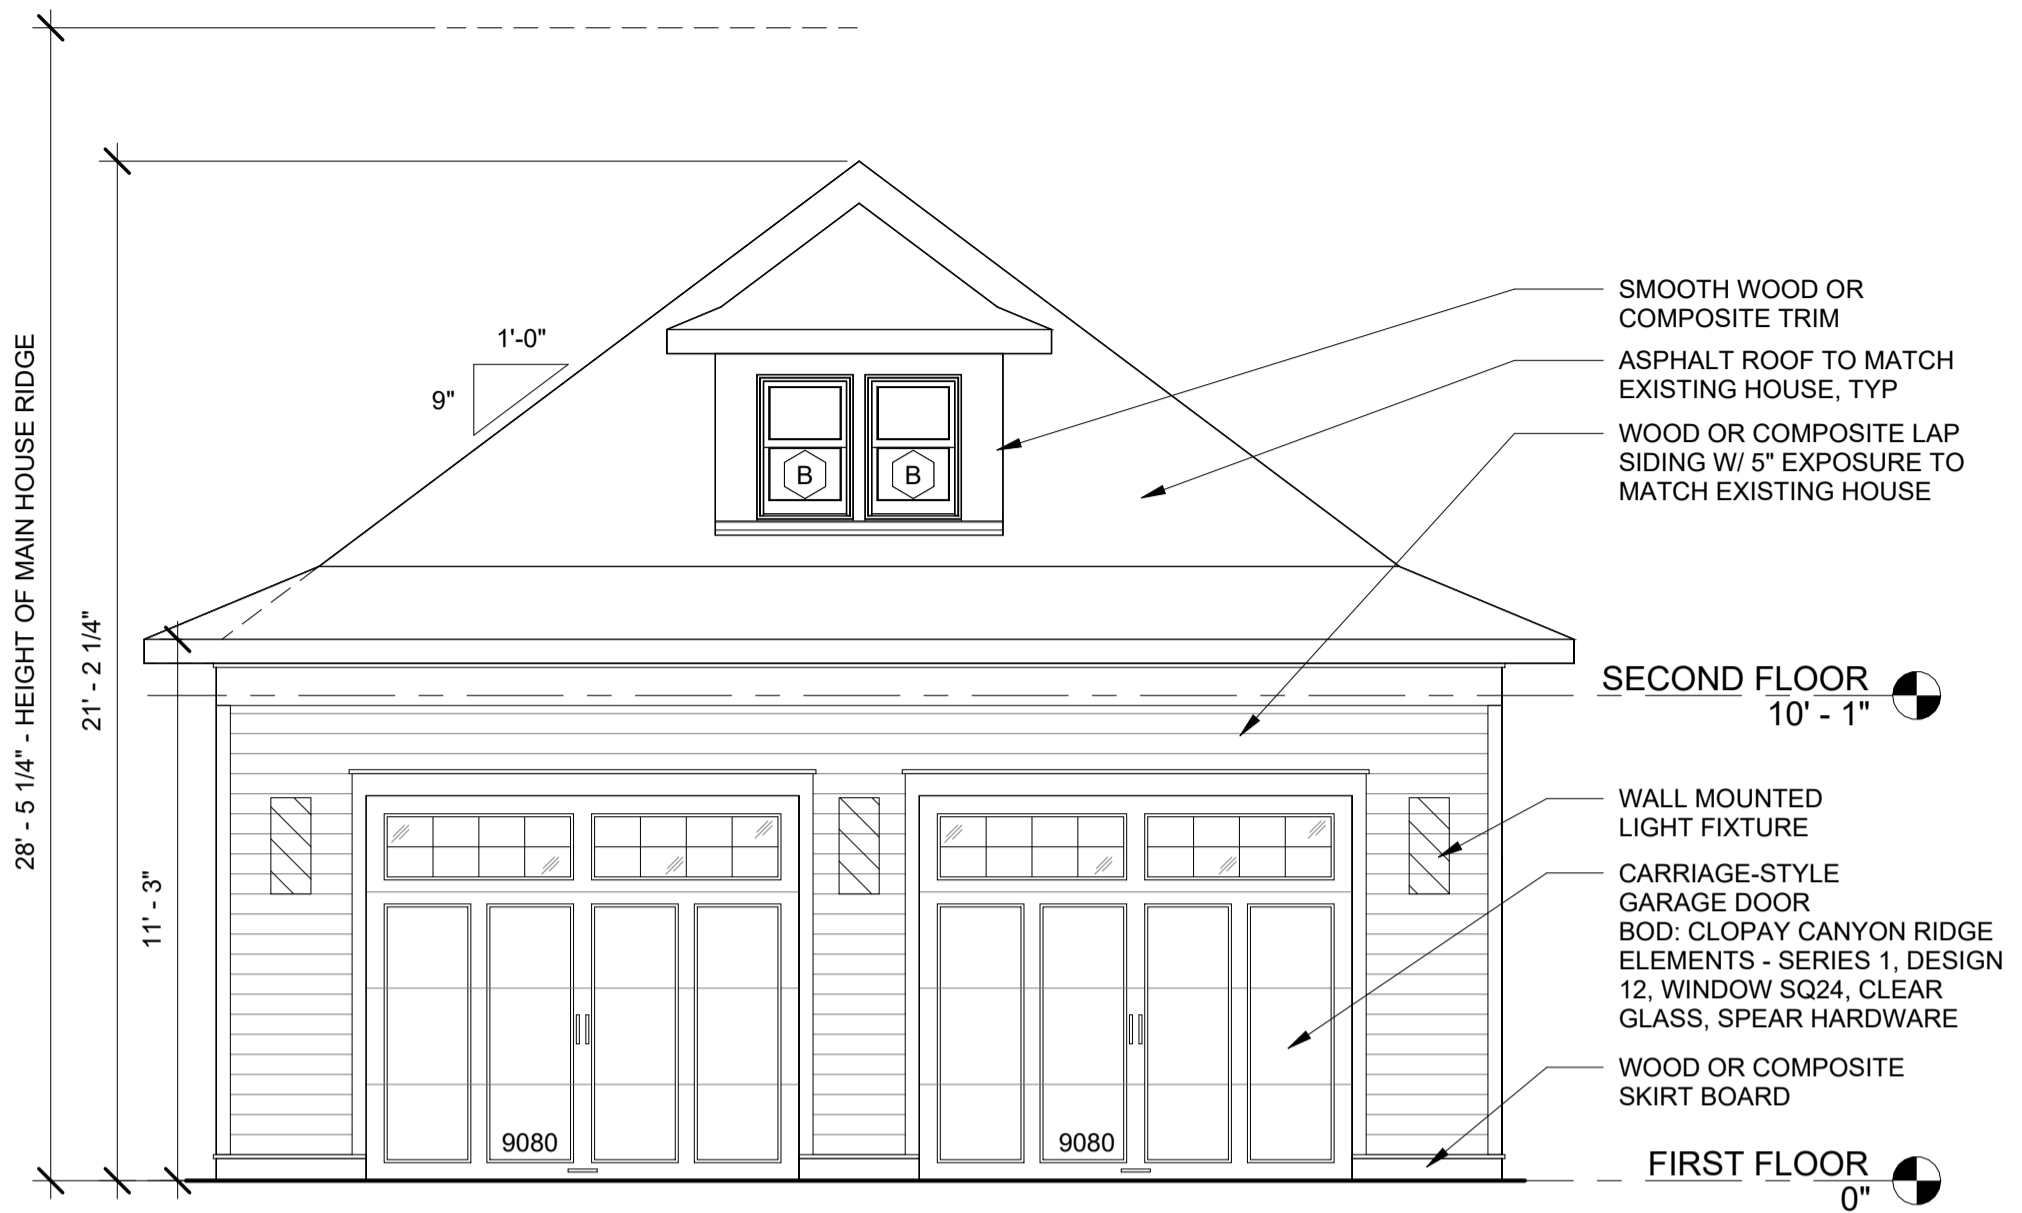 28' - 5 1/4" - HEIGHT OF MAIN HOUSE RIDGE
21' - 2 1/4"
11' - 3"
1'-0"
9"
B
B
SMOOTH WOOD OR
COMPOSITE TRIM
ASPHALT ROOF TO MATCH
EXISTING HOUSE, TYP
WOOD OR COMPOSITE LAP
SIDING W/ 5" EXPOSURE TO
MATCH EXISTING HOUSE
SECOND FLOOR
10' - 1"
WALL MOUNTED
LIGHT FIXTURE
CARRIAGE-STYLE
GARAGE DOOR
BOD: CLOPAY CANYON RIDGE
ELEMENTS - SERIES 1, DESIGN
12, WINDOW SQ24, CLEAR
GLASS, SPEAR HARDWARE
WOOD OR COMPOSITE
SKIRT BOARD
9080
9080
FIRST FLOOR
0"